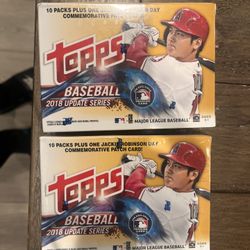 10 PACKS PLUS ONE JACKIE ROBINSON DAY
COMMEMORATIVE PATCH CARD!
Topps
BASEBALL
2018 UPDATE SERIES
MAJOR LEAGUE BASEBALL
10 PACKS PLUS ONE JACKIE ROBINSON DAY
COMMEMORATIVE PATCH CARD!
Topps
BASEBALL
2018 UPDATE SERIES
MAJOR LEAGUE BASEBALL